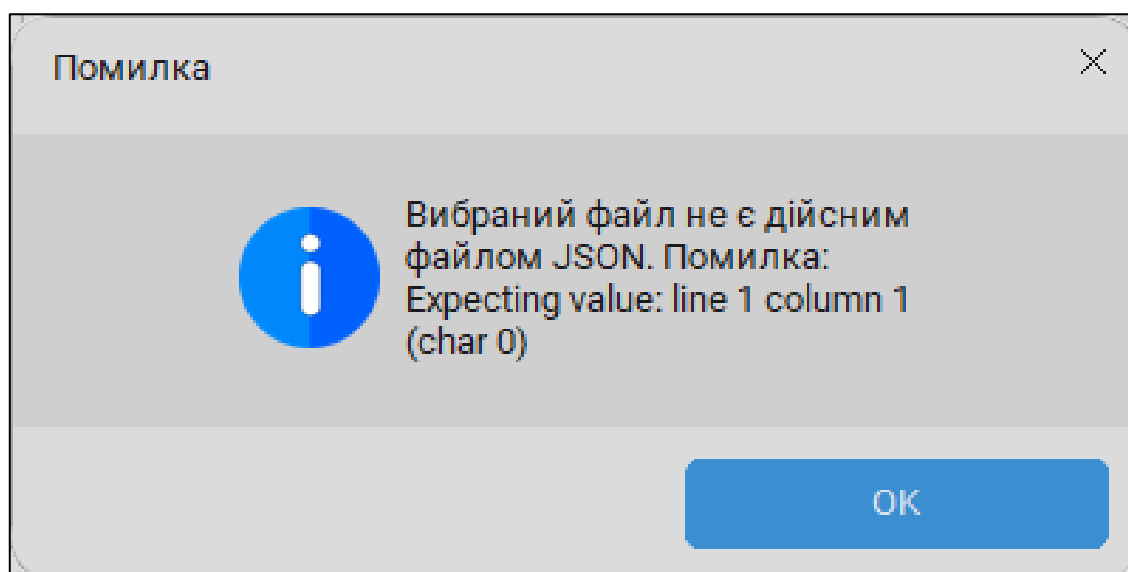 Помилка
Вибраний файл не є дійсним
файлом JSON. Помилка:
Expecting value: line 1 column 1
(char 0)
OK